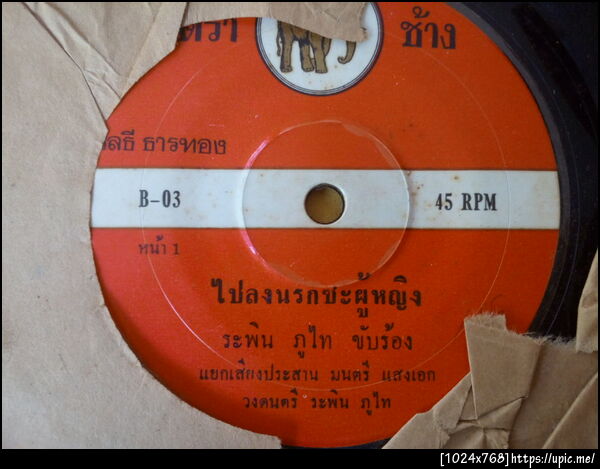 ตรา ช้าง
ลธี ธารทอง
B-03 45 RPM
หน้า 1
ไปลงนรกซะผู้หญิง
ระพิน ภูไท ขับร้อง
แยกเสียงประสาน มนตรี แสงเอก
วงดนตรี ระพิน ภูไท
[1024x768]https://upic.me/